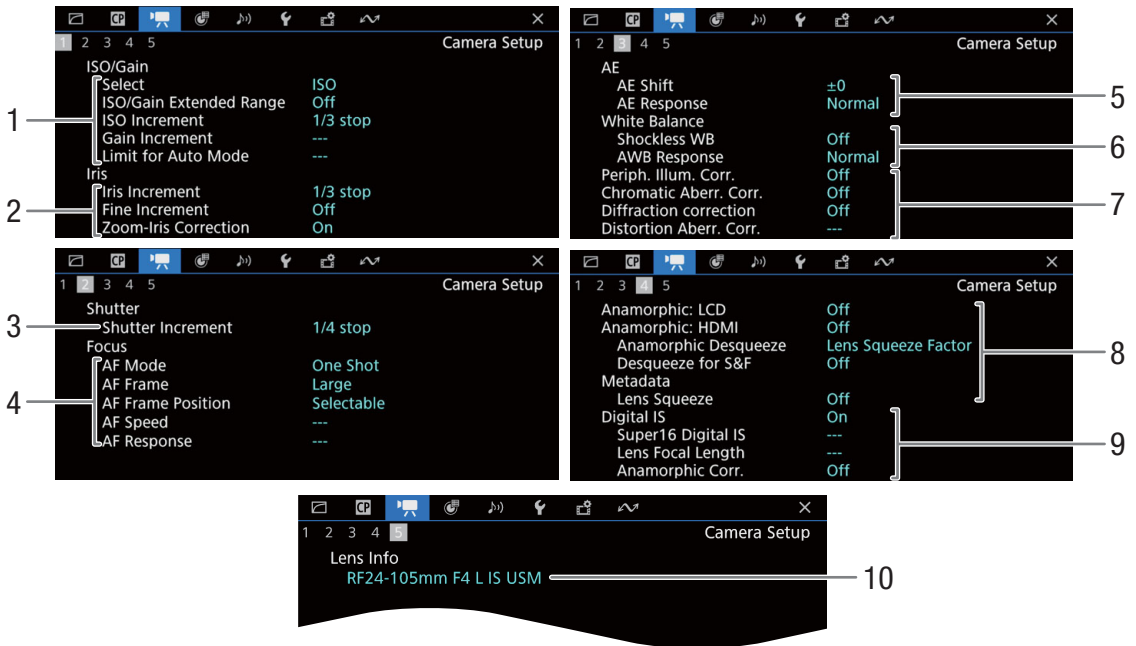 CP
1 2 3 4 5 Camera Setup
ISO/Gain
Select ISO
ISO/Gain Extended Range Off
ISO Increment 1/3 stop
Gain Increment ---
Limit for Auto Mode ---
1
Iris
Iris Increment 1/3 stop
Fine Increment Off
Zoom-Iris Correction On
2
CP
1 2 3 4 5 Camera Setup
Shutter
Shutter Increment 1/4 stop
3
Focus
AF Mode One Shot
AF Frame Large
AF Frame Position Selectable
AF Speed ---
AF Response ---
4
CP
1 2 3 4 5 Camera Setup
AE
AE Shift ±0
AE Response Normal
5
White Balance
Shockless WB Off
AWB Response Normal
6
Periph. Illum. Corr. Off
Chromatic Aberr. Corr. Off
Diffraction correction Off
Distortion Aberr. Corr. ---
7
CP
1 2 3 4 5 Camera Setup
Anamorphic: LCD Off
Anamorphic: HDMI Off
Anamorphic Desqueeze Lens Squeeze Factor
Desqueeze for S&F Off
Metadata
Lens Squeeze Off
8
Digital IS On
Super16 Digital IS ---
Lens Focal Length ---
Anamorphic Corr. Off
9
CP
1 2 3 4 5 Camera Setup
Lens Info
RF24-105mm F4 L IS USM
10